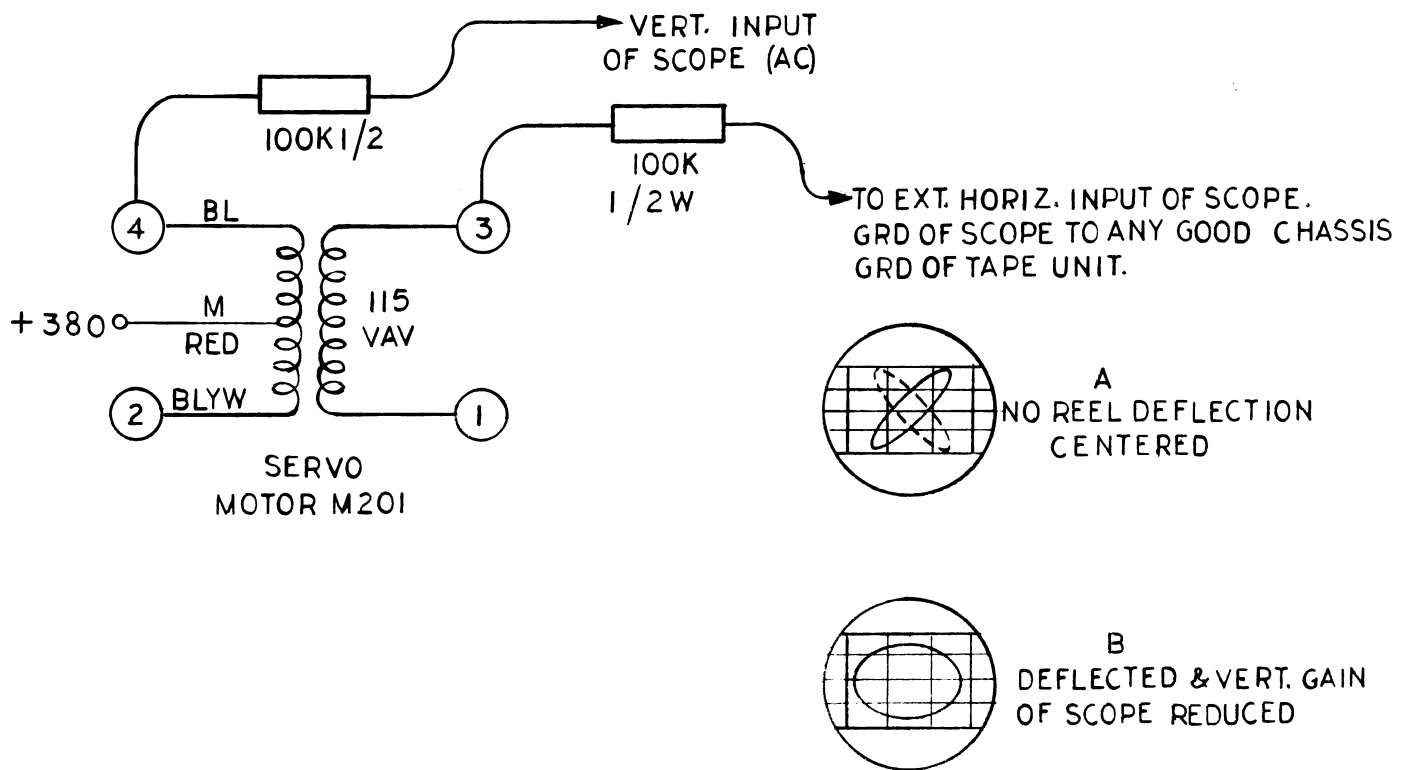 VERT. INPUT
OF SCOPE (AC)
100K 1/2
100K
1/2W
TO EXT. HORIZ. INPUT OF SCOPE.
GRD OF SCOPE TO ANY GOOD CHASSIS
GRD OF TAPE UNIT.
4
BL
3
+380
M
RED
115
VAV
2
BLYW
1
SERVO
MOTOR M201
A
NO REEL DEFLECTION
CENTERED
B
DEFLECTED & VERT. GAIN
OF SCOPE REDUCED